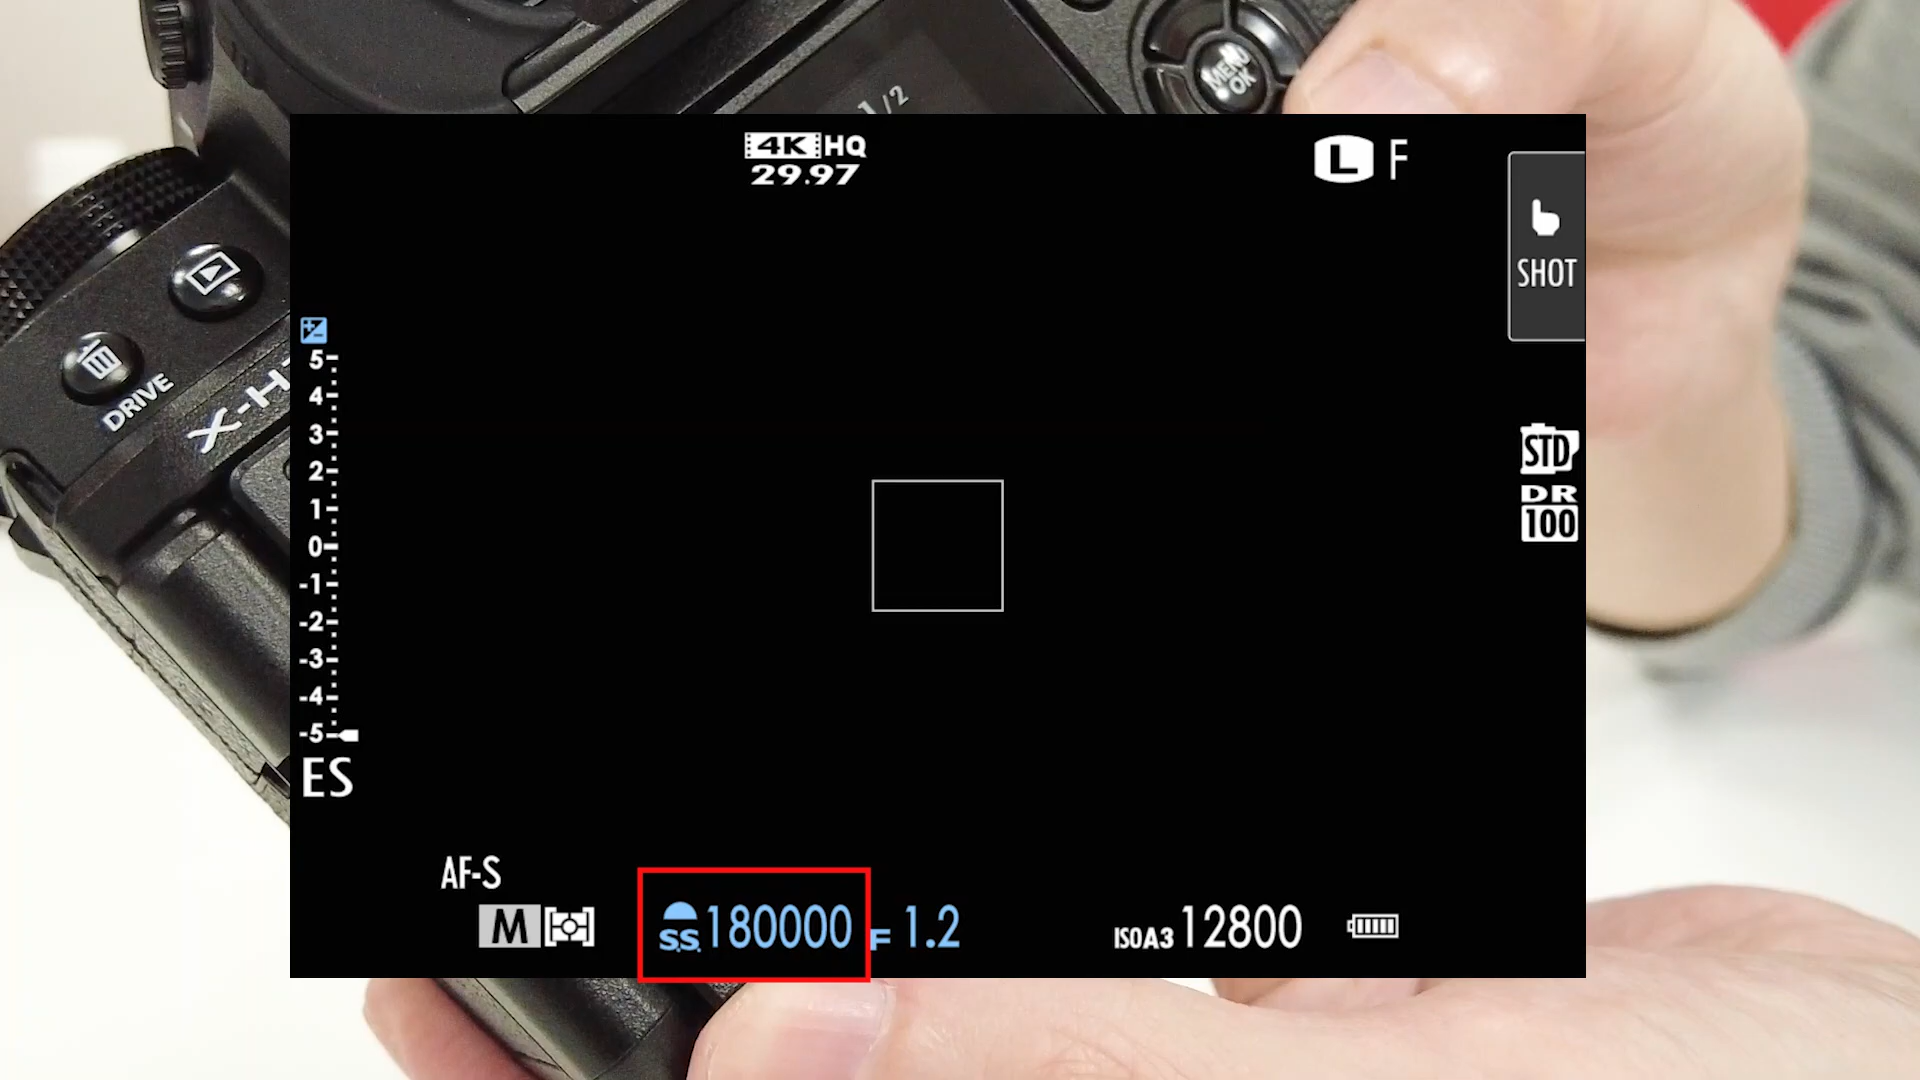 MENU
OK
1/2
4K HQ
29.97
L F
SHOT
DRIVE
X-H
5
4
3
2
1
0
-1
-2
-3
-4
-5
STD
DR
100
ES
AF-S
M S.S. 180000 F 1.2 ISO A3 12800